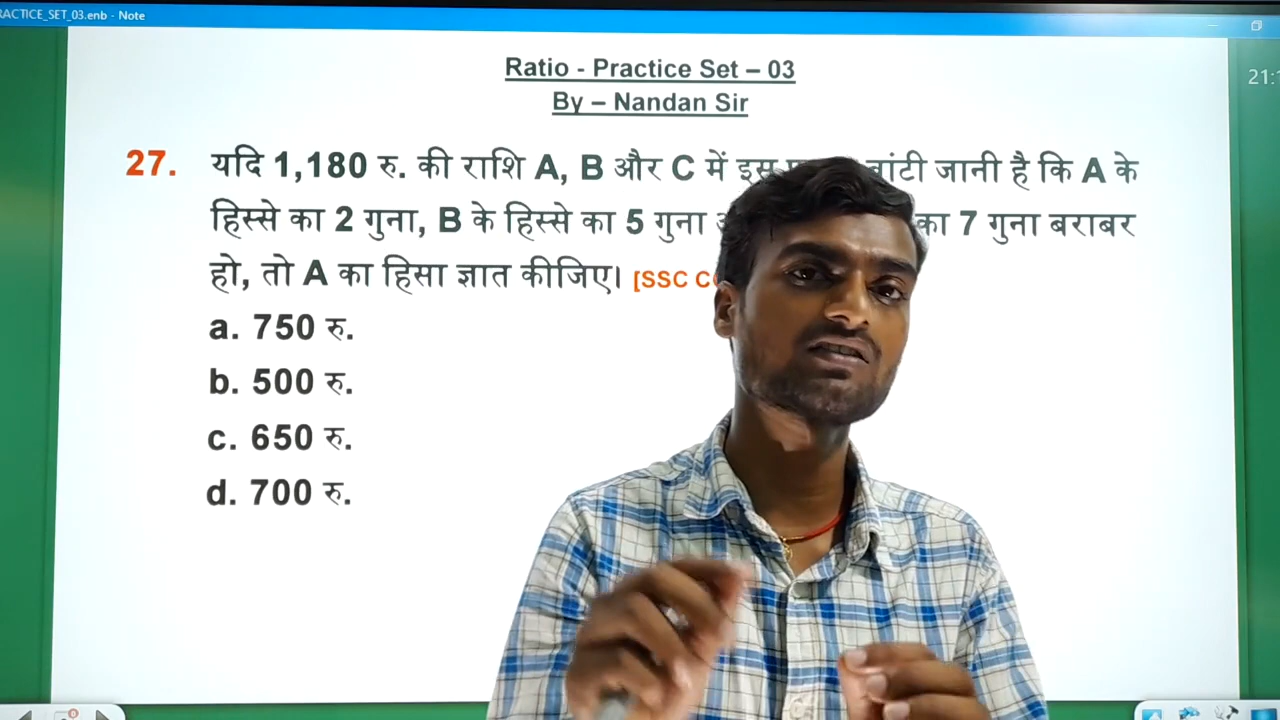 RACTICE_SET_03.enb - Note
21:
Ratio - Practice Set – 03
By – Nandan Sir
27. यदि 1,180 रु. की राशि A, B और C में इस बांटी जानी है कि A के
हिस्से का 2 गुना, B के हिस्से का 5 गुना का 7 गुना बराबर
हो, तो A का हिसा ज्ञात कीजिए। [SSC C
a. 750 रु.
b. 500 रु.
c. 650 रु.
d. 700 रु.